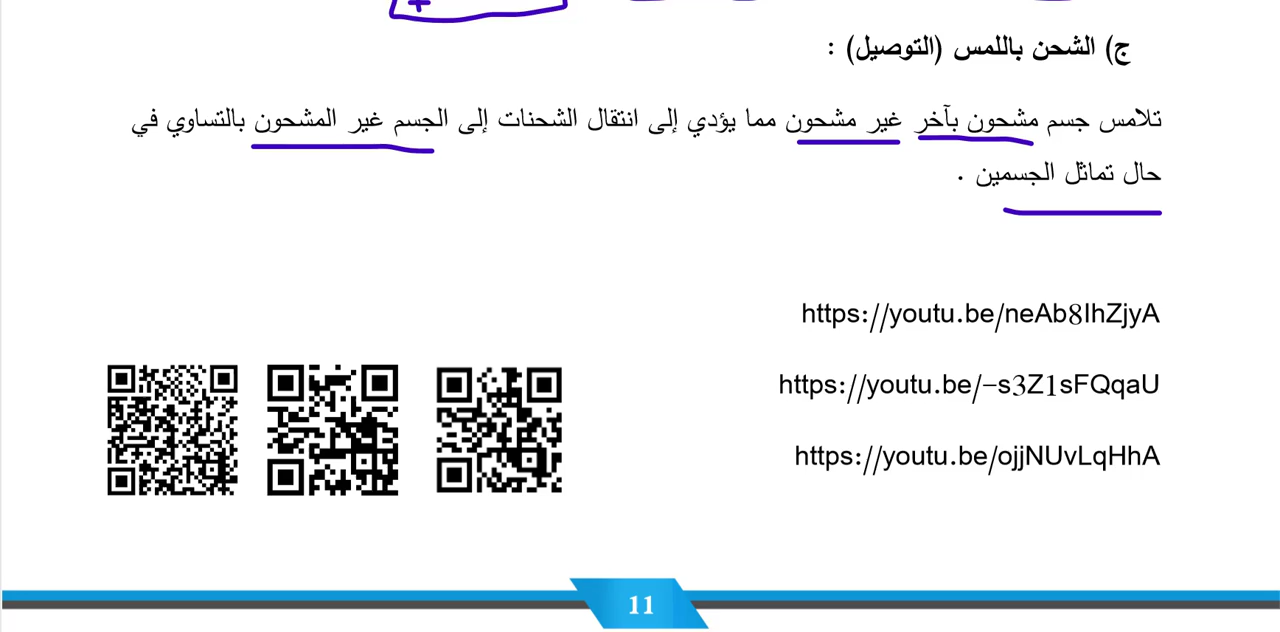 +
ج) الشحن باللمس (التوصيل) :
تلامس جسم مشحون بآخر غير مشحون مما يؤدي إلى انتقال الشحنات إلى الجسم غير المشحون بالتساوي في
حال تماثل الجسمين .
https://youtu.be/neAb8IhZjyA
https://youtu.be/-s3Z1sFQqaU
https://youtu.be/ojjNUvLqHhA
11